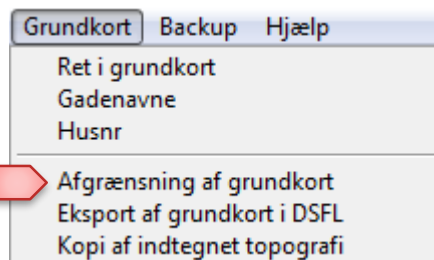 Grundkort Backup Hjælp
Ret i grundkort
Gadenavne
Husnr
Afgrænsning af grundkort
Eksport af grundkort i DSFL
Kopi af indtegnet topografi